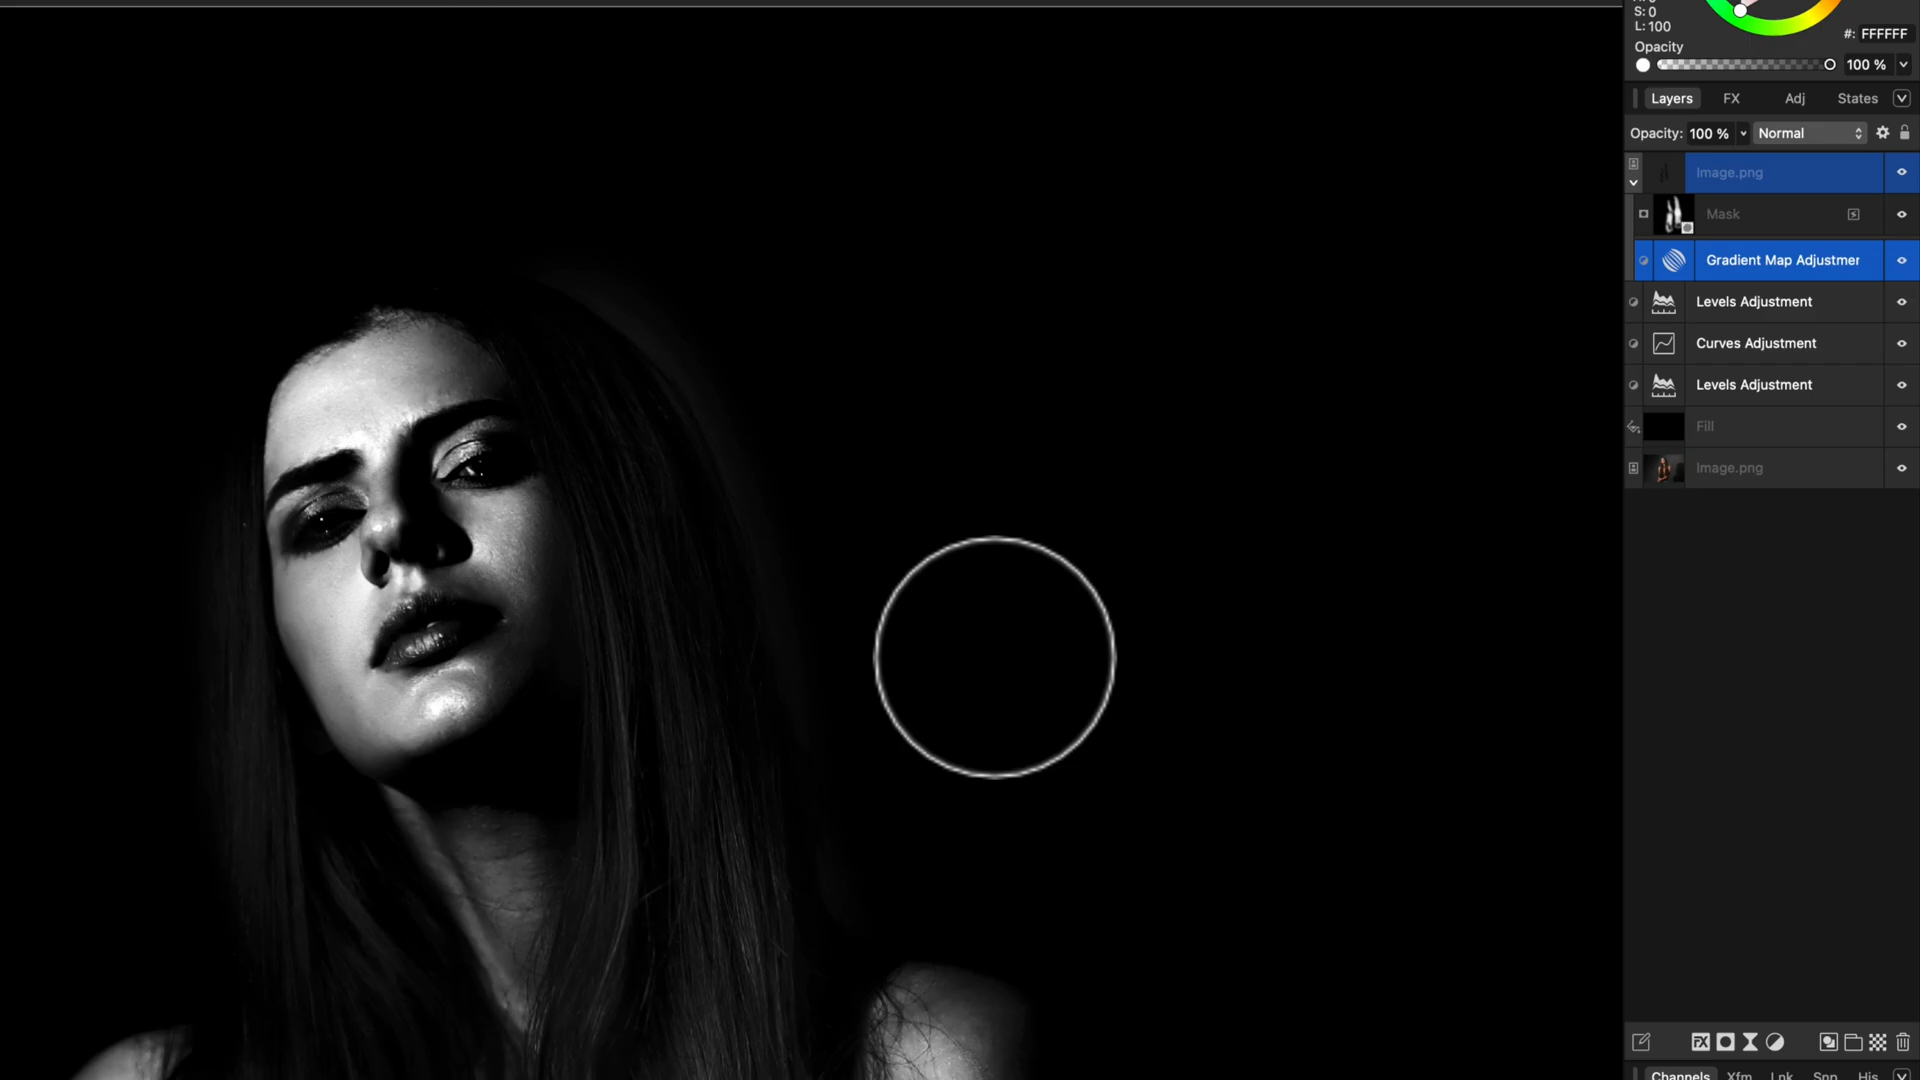 S: 0
L: 100
#: FFFFFF
Opacity
100 %
Layers FX Adj States
Opacity: 100 % Normal
Image.png
Mask
Gradient Map Adjustmer
Levels Adjustment
Curves Adjustment
Levels Adjustment
Fill
Image.png
FX
Channels Xfm Lnk Snp His